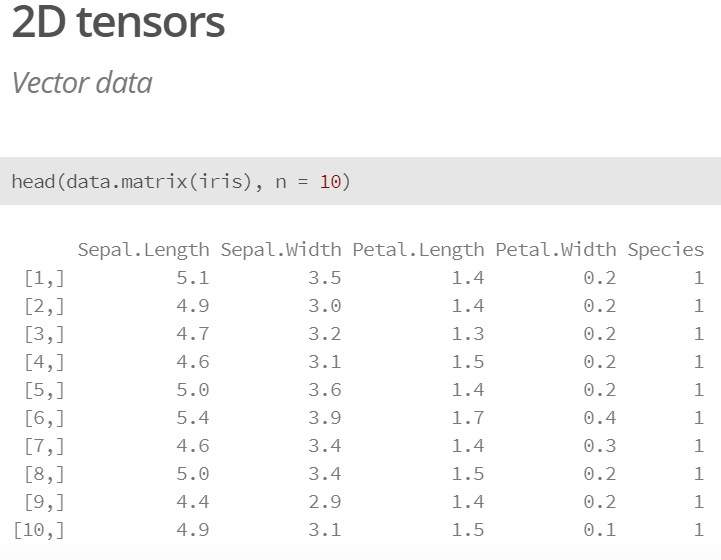 2D tensors
Vector data
head(data.matrix(iris), n = 10)
Sepal.Length Sepal.Width Petal.Length Petal.Width Species
[1,] 5.1 3.5 1.4 0.2 1
[2,] 4.9 3.0 1.4 0.2 1
[3,] 4.7 3.2 1.3 0.2 1
[4,] 4.6 3.1 1.5 0.2 1
[5,] 5.0 3.6 1.4 0.2 1
[6,] 5.4 3.9 1.7 0.4 1
[7,] 4.6 3.4 1.4 0.3 1
[8,] 5.0 3.4 1.5 0.2 1
[9,] 4.4 2.9 1.4 0.2 1
[10,] 4.9 3.1 1.5 0.1 1